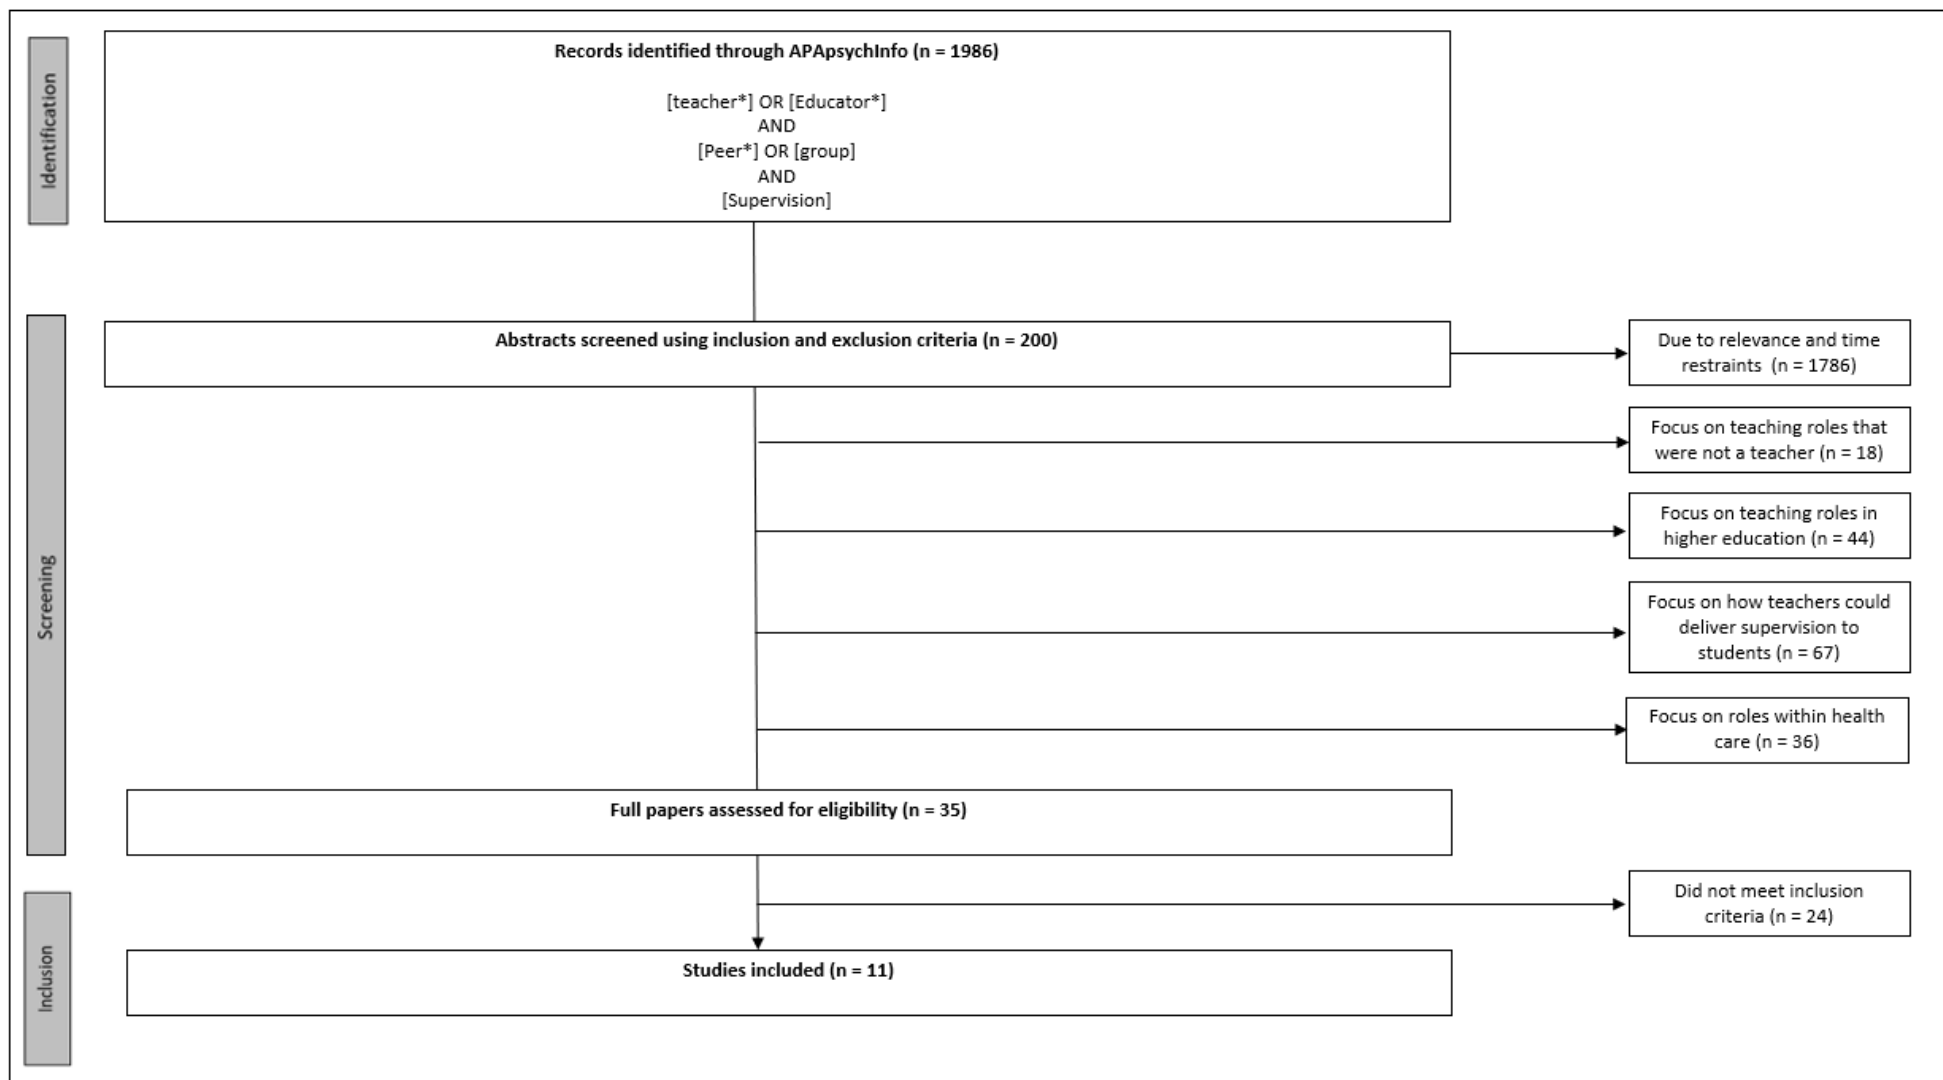 Identification
Records identified through APApsychInfo (n = 1986)
[teacher*] OR [Educator*]
AND
[Peer*] OR [group]
AND
[Supervision]
Screening
Abstracts screened using inclusion and exclusion criteria (n = 200)
Due to relevance and time
restraints (n = 1786)
Focus on teaching roles that
were not a teacher (n = 18)
Focus on teaching roles in
higher education (n = 44)
Focus on how teachers could
deliver supervision to
students (n = 67)
Focus on roles within health
care (n = 36)
Full papers assessed for eligibility (n = 35)
Inclusion
Did not meet inclusion
criteria (n = 24)
Studies included (n = 11)